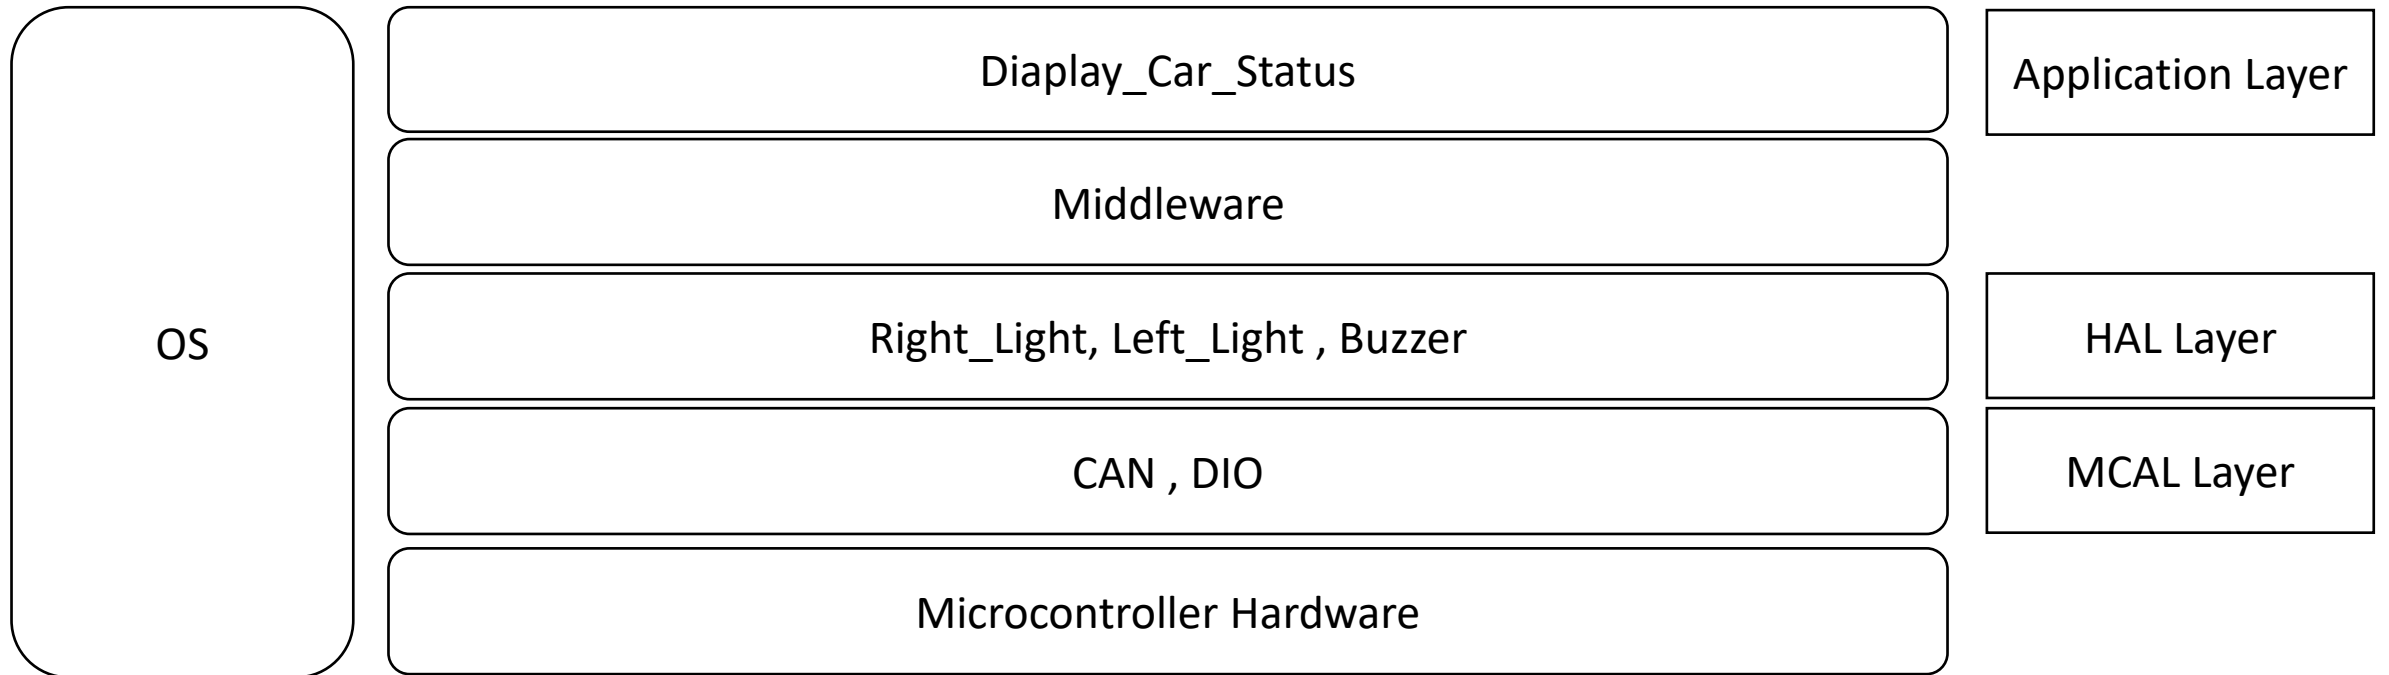 OS
Diaplay_Car_Status
Application Layer
Middleware
Right_Light, Left_Light , Buzzer
HAL Layer
CAN , DIO
MCAL Layer
Microcontroller Hardware